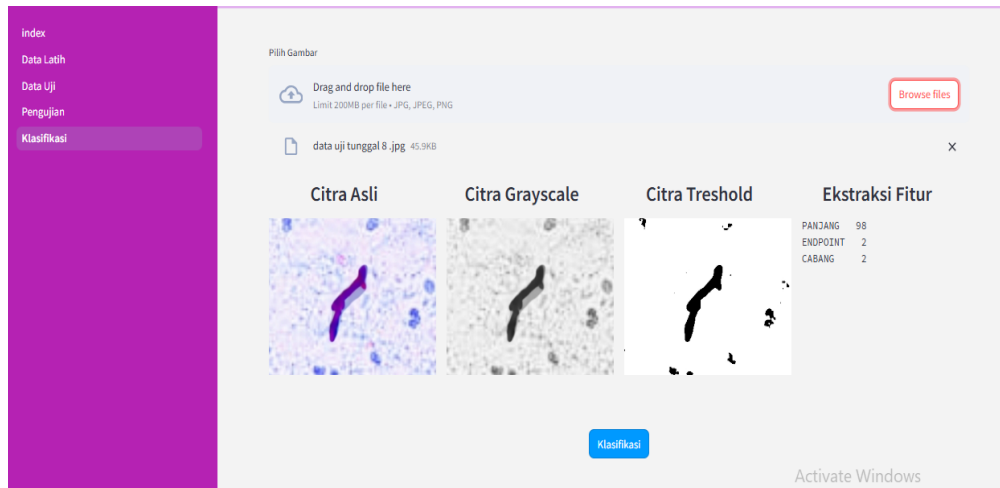 index
Data Latih
Data Uji
Pengujian
Klasifikasi
Pilih Gambar
Drag and drop file here
Limit 200MB per file • JPG, JPEG, PNG
Browse files
data uji tunggal 8 .jpg 45.9KB
Citra Asli
Citra Grayscale
Citra Treshold
Ekstraksi Fitur
PANJANG 98
ENDPOINT 2
CABANG 2
Klasifikasi
Activate Windows